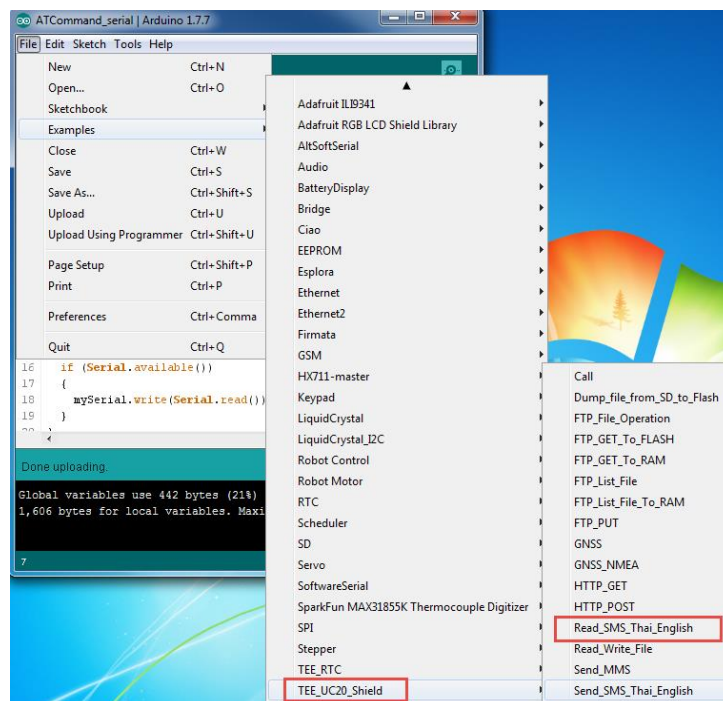 ATCommand_serial | Arduino 1.7.7
File Edit Sketch Tools Help
New Ctrl+N
Open... Ctrl+O
Sketchbook
Examples
Close Ctrl+W
Save Ctrl+S
Save As... Ctrl+Shift+S
Upload Ctrl+U
Upload Using Programmer Ctrl+Shift+U
Page Setup Ctrl+Shift+P
Print Ctrl+P
Preferences Ctrl+Comma
Quit Ctrl+Q
16 if (Serial.available())
17 {
18 mySerial.write(Serial.read())
19 }
Done uploading.
Global variables use 442 bytes (21%)
1,606 bytes for local variables. Maxi
7
Adafruit ILI9341
Adafruit RGB LCD Shield Library
AltSoftSerial
Audio
BatteryDisplay
Bridge
Ciao
EEPROM
Esplora
Ethernet
Ethernet2
Firmata
GSM
HX711-master
Keypad
LiquidCrystal
LiquidCrystal_I2C
Robot Control
Robot Motor
RTC
Scheduler
SD
Servo
SoftwareSerial
SparkFun MAX31855K Thermocouple Digitizer
SPI
Stepper
TEE_RTC
TEE_UC20_Shield
Call
Dump_file_from_SD_to_Flash
FTP_File_Operation
FTP_GET_To_FLASH
FTP_GET_To_RAM
FTP_List_File
FTP_List_File_To_RAM
FTP_PUT
GNSS
GNSS_NMEA
HTTP_GET
HTTP_POST
Read_SMS_Thai_English
Read_Write_File
Send_MMS
Send_SMS_Thai_English